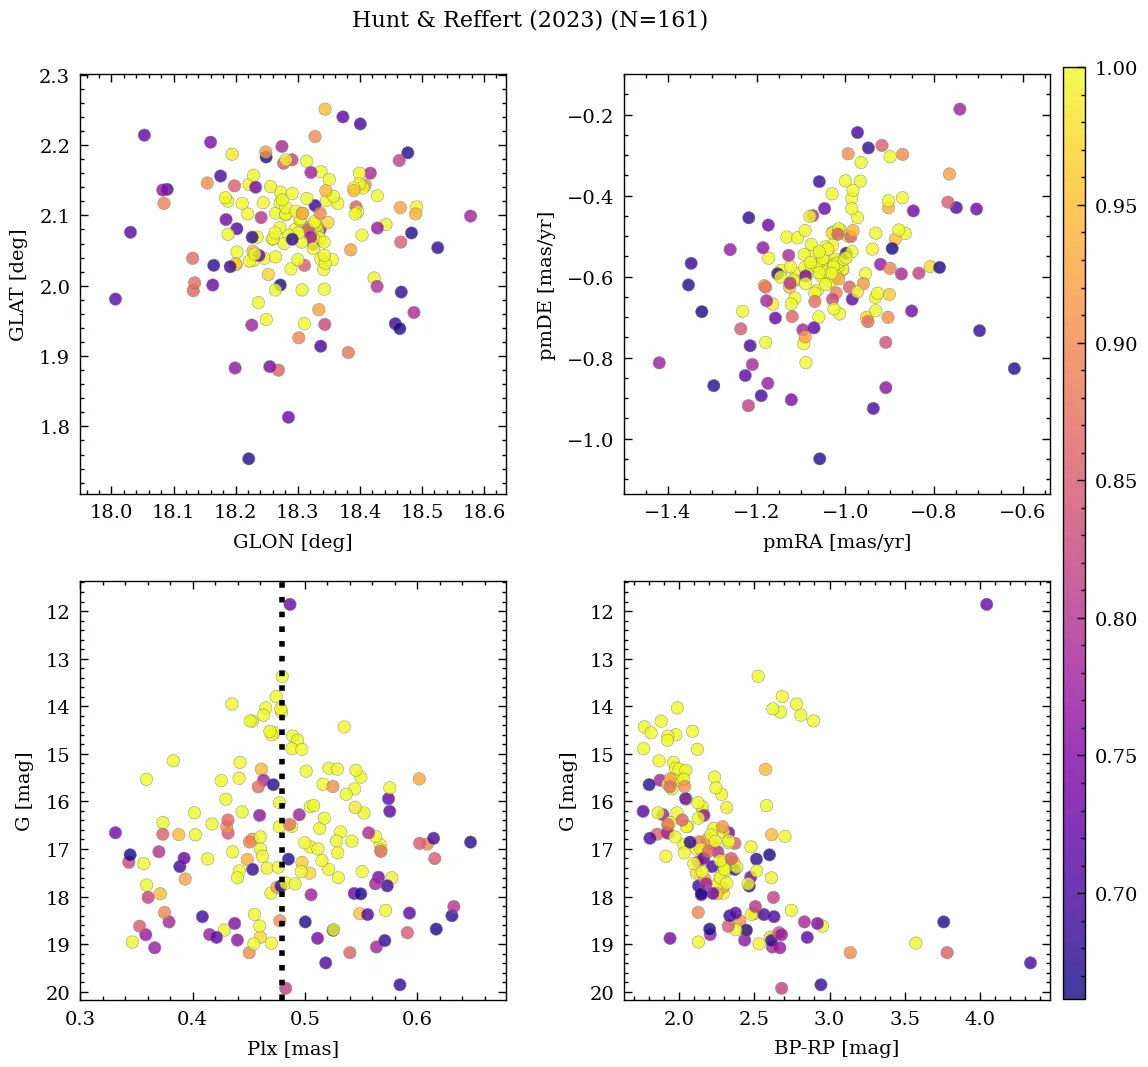 Hunt & Reffert (2023) (N=161)
2.3
2.2
2.1
2.0
1.9
1.8
GLAT [deg]
18.0 18.1 18.2 18.3 18.4 18.5 18.6
GLON [deg]
−0.2
−0.4
−0.6
−0.8
−1.0
pmDE [mas/yr]
−1.4 −1.2 −1.0 −0.8 −0.6
pmRA [mas/yr]
12
13
14
15
16
17
18
19
20
G [mag]
0.3 0.4 0.5 0.6
Plx [mas]
12
13
14
15
16
17
18
19
20
G [mag]
2.0 2.5 3.0 3.5 4.0
BP-RP [mag]
1.00
0.95
0.90
0.85
0.80
0.75
0.70